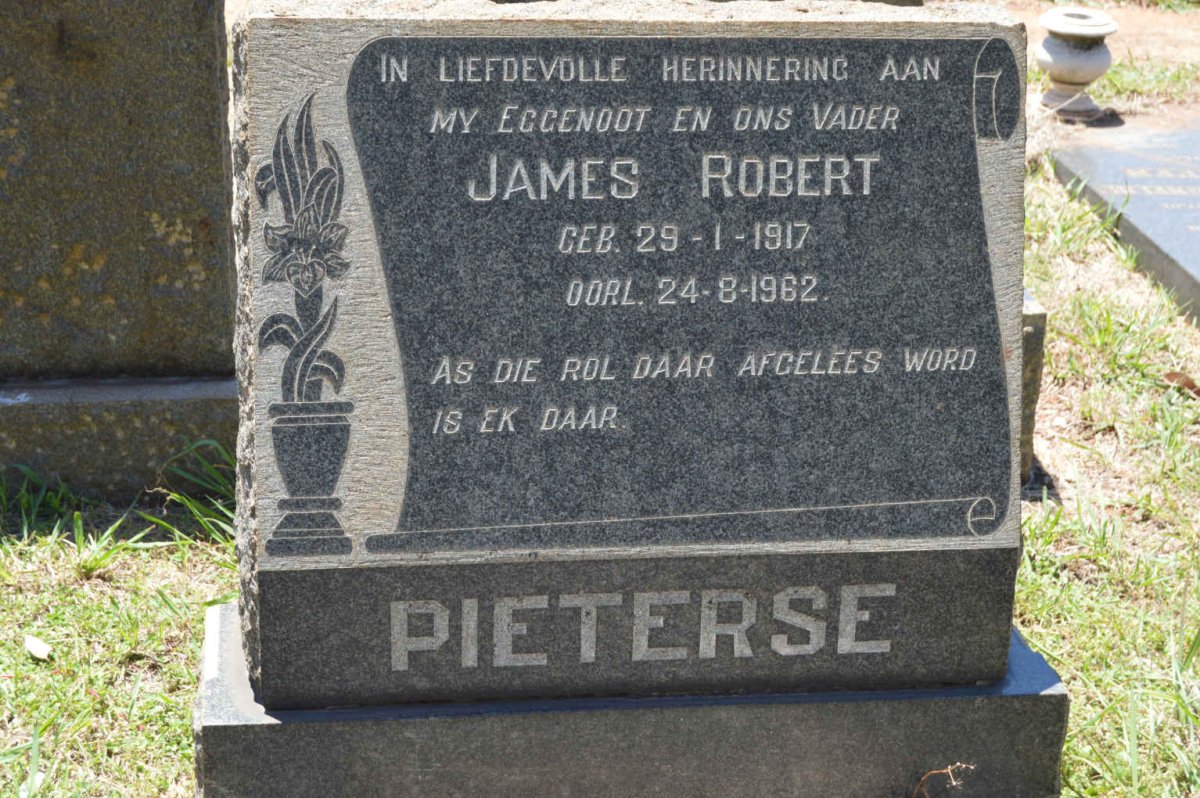 IN LIEFDEVOLLE HERINNERING AAN
MY EGGENOOT EN ONS VADER
JAMES ROBERT
GEB. 29-1-1917
OORL. 24-8-1962.
AS DIE ROL DAAR AFGELEES WORD
IS EK DAAR.
PIETERSE